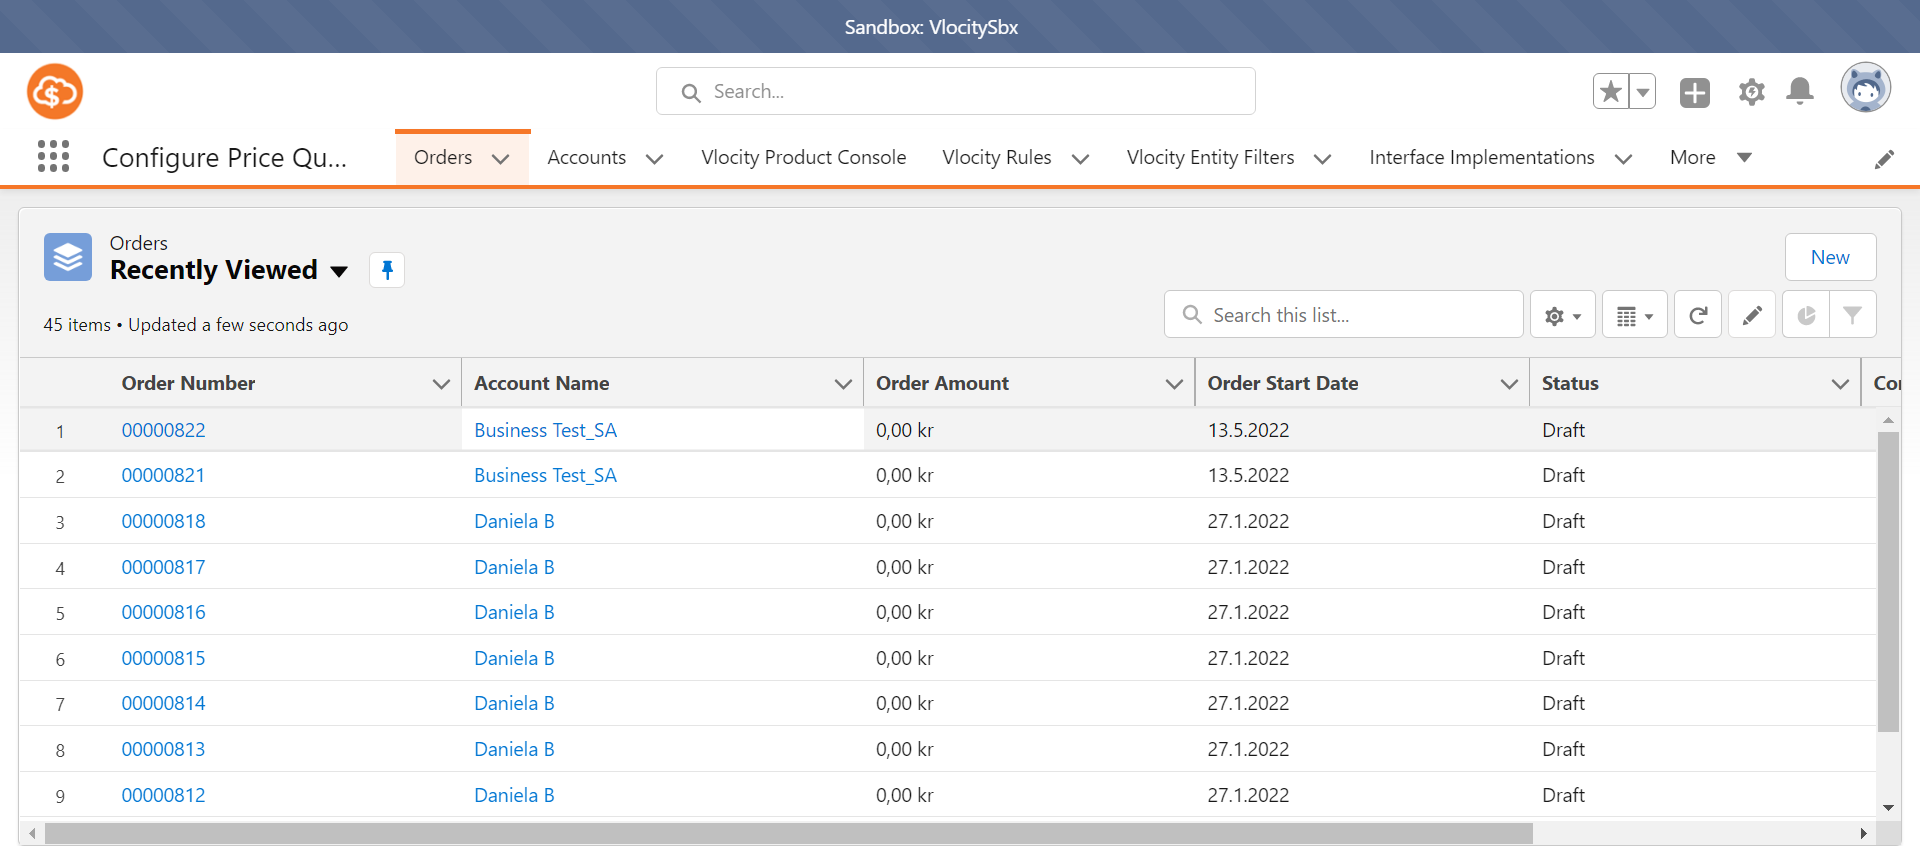 Sandbox: VlocitySbx
Search...
Configure Price Qu... Orders Accounts Vlocity Product Console Vlocity Rules Vlocity Entity Filters Interface Implementations More
Orders
Recently Viewed
New
45 items • Updated a few seconds ago
Search this list...
Order Number Account Name Order Amount Order Start Date Status Co
1 00000822 Business Test_SA 0,00 kr 13.5.2022 Draft
2 00000821 Business Test_SA 0,00 kr 13.5.2022 Draft
3 00000818 Daniela B 0,00 kr 27.1.2022 Draft
4 00000817 Daniela B 0,00 kr 27.1.2022 Draft
5 00000816 Daniela B 0,00 kr 27.1.2022 Draft
6 00000815 Daniela B 0,00 kr 27.1.2022 Draft
7 00000814 Daniela B 0,00 kr 27.1.2022 Draft
8 00000813 Daniela B 0,00 kr 27.1.2022 Draft
9 00000812 Daniela B 0,00 kr 27.1.2022 Draft